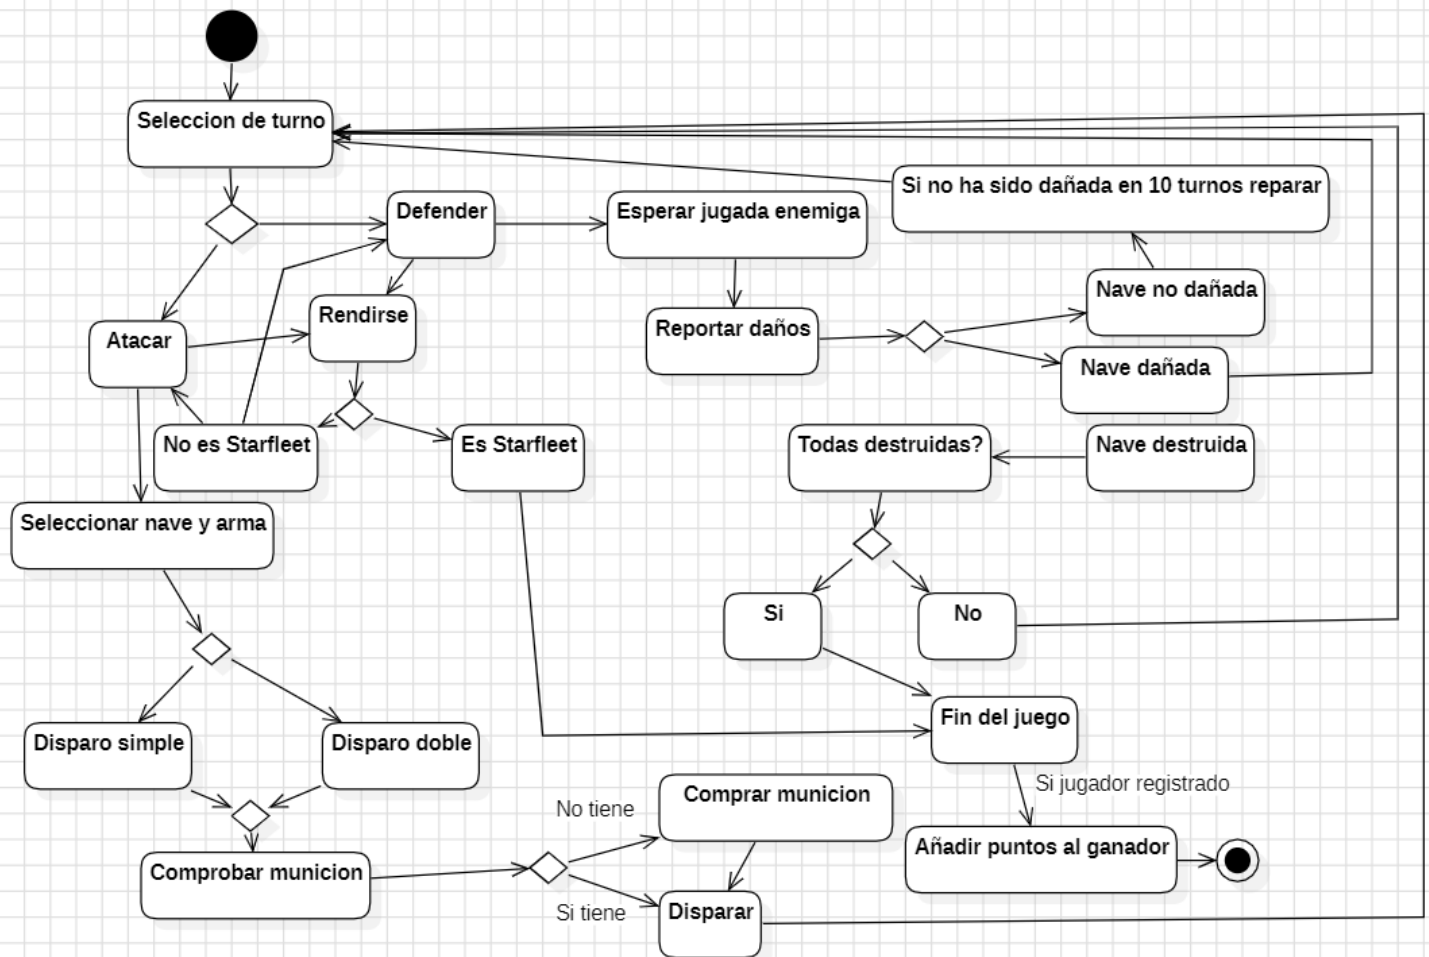 Seleccion de turno
Si no ha sido dañada en 10 turnos reparar
Defender
Esperar jugada enemiga
Nave no dañada
Rendirse
Reportar daños
Atacar
Nave dañada
No es Starfleet
Es Starfleet
Todas destruidas?
Nave destruida
Seleccionar nave y arma
Si
No
Fin del juego
Disparo simple
Disparo doble
Si jugador registrado
Comprar municion
No tiene
Añadir puntos al ganador
Comprobar municion
Si tiene
Disparar